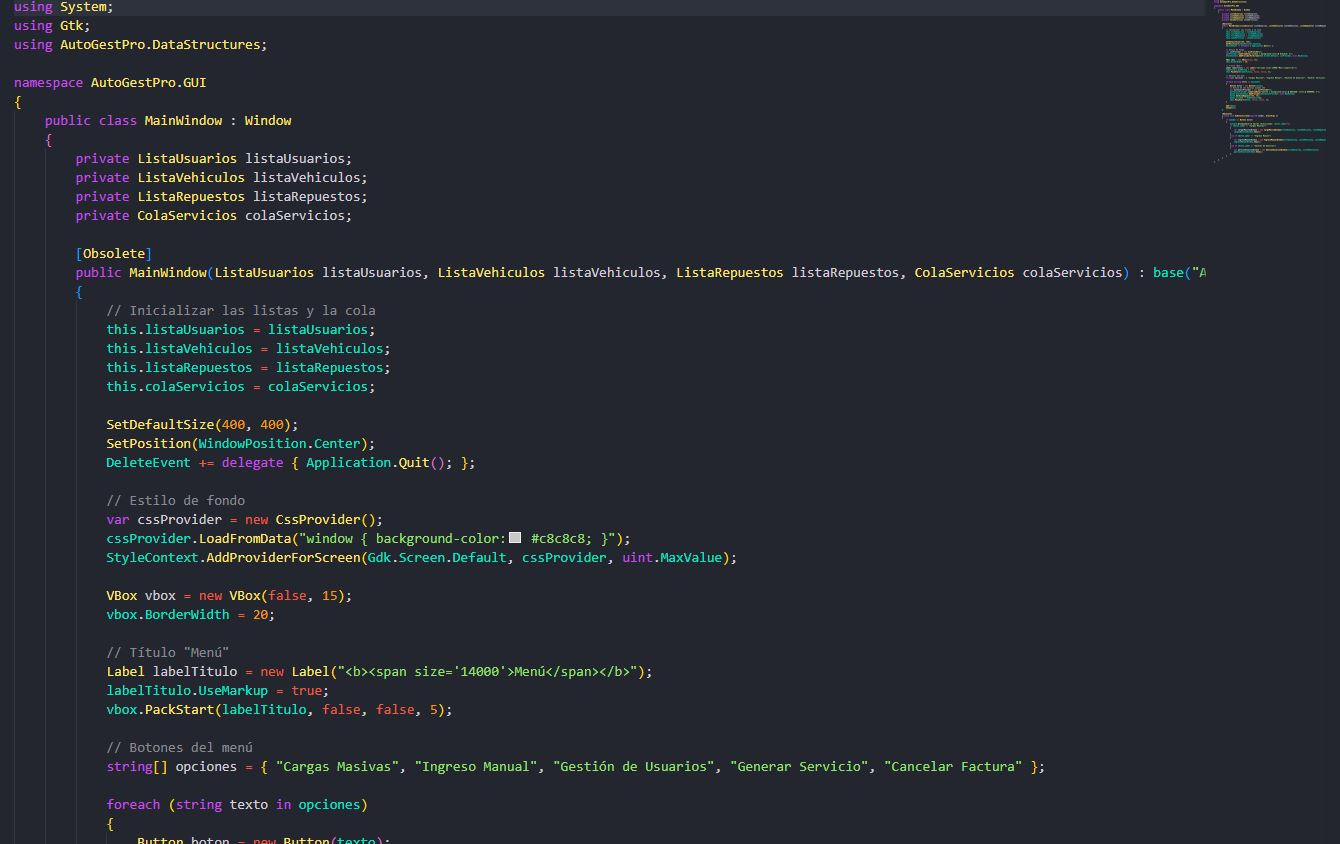 using System;
using Gtk;
using AutoGestPro.DataStructures;
namespace AutoGestPro.GUI
{
public class MainWindow : Window
{
private ListaUsuarios listaUsuarios;
private ListaVehiculos listaVehiculos;
private ListaRepuestos listaRepuestos;
private ColaServicios colaServicios;
[Obsolete]
public MainWindow(ListaUsuarios listaUsuarios, ListaVehiculos listaVehiculos, ListaRepuestos listaRepuestos, ColaServicios colaServicios) : base("A
{
// Inicializar las listas y la cola
this.listaUsuarios = listaUsuarios;
this.listaVehiculos = listaVehiculos;
this.listaRepuestos = listaRepuestos;
this.colaServicios = colaServicios;
SetDefaultSize(400, 400);
SetPosition(WindowPosition.Center);
DeleteEvent += delegate { Application.Quit(); };
// Estilo de fondo
var cssProvider = new CssProvider();
cssProvider.LoadFromData("window { background-color: #c8c8c8; }");
StyleContext.AddProviderForScreen(Gdk.Screen.Default, cssProvider, uint.MaxValue);
VBox vbox = new VBox(false, 15);
vbox.BorderWidth = 20;
// Título "Menú"
Label labelTitulo = new Label("<b><span size='14000'>Menú</span></b>");
labelTitulo.UseMarkup = true;
vbox.PackStart(labelTitulo, false, false, 5);
// Botones del menú
string[] opciones = { "Cargas Masivas", "Ingreso Manual", "Gestión de Usuarios", "Generar Servicio", "Cancelar Factura" };
foreach (string texto in opciones)
{
Button boton = new Button(texto);